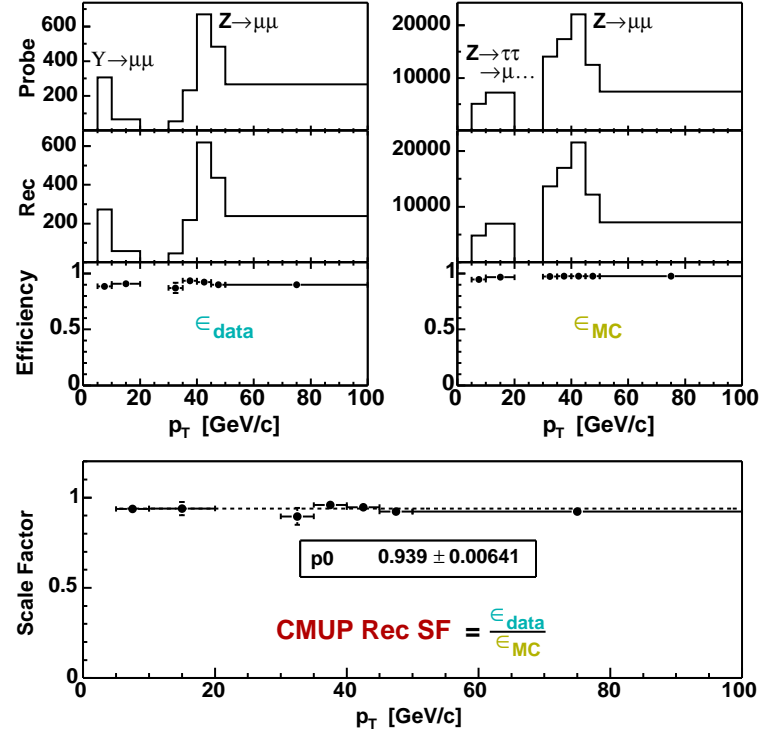 Probe
600
400
200
Υ→μμ
Z→μμ
20000
10000
Z→ττ
→μ...
Z→μμ
Rec
600
400
200
20000
10000
Efficiency
1
0.5
0
∈data
1
0.5
0
∈MC
0 20 40 60 80 100
pT [GeV/c]
0 20 40 60 80 100
pT [GeV/c]
Scale Factor
1
0.5
0
p0 0.939 ± 0.00641
CMUP Rec SF = ∈data
∈MC
0 20 40 60 80 100
pT [GeV/c]